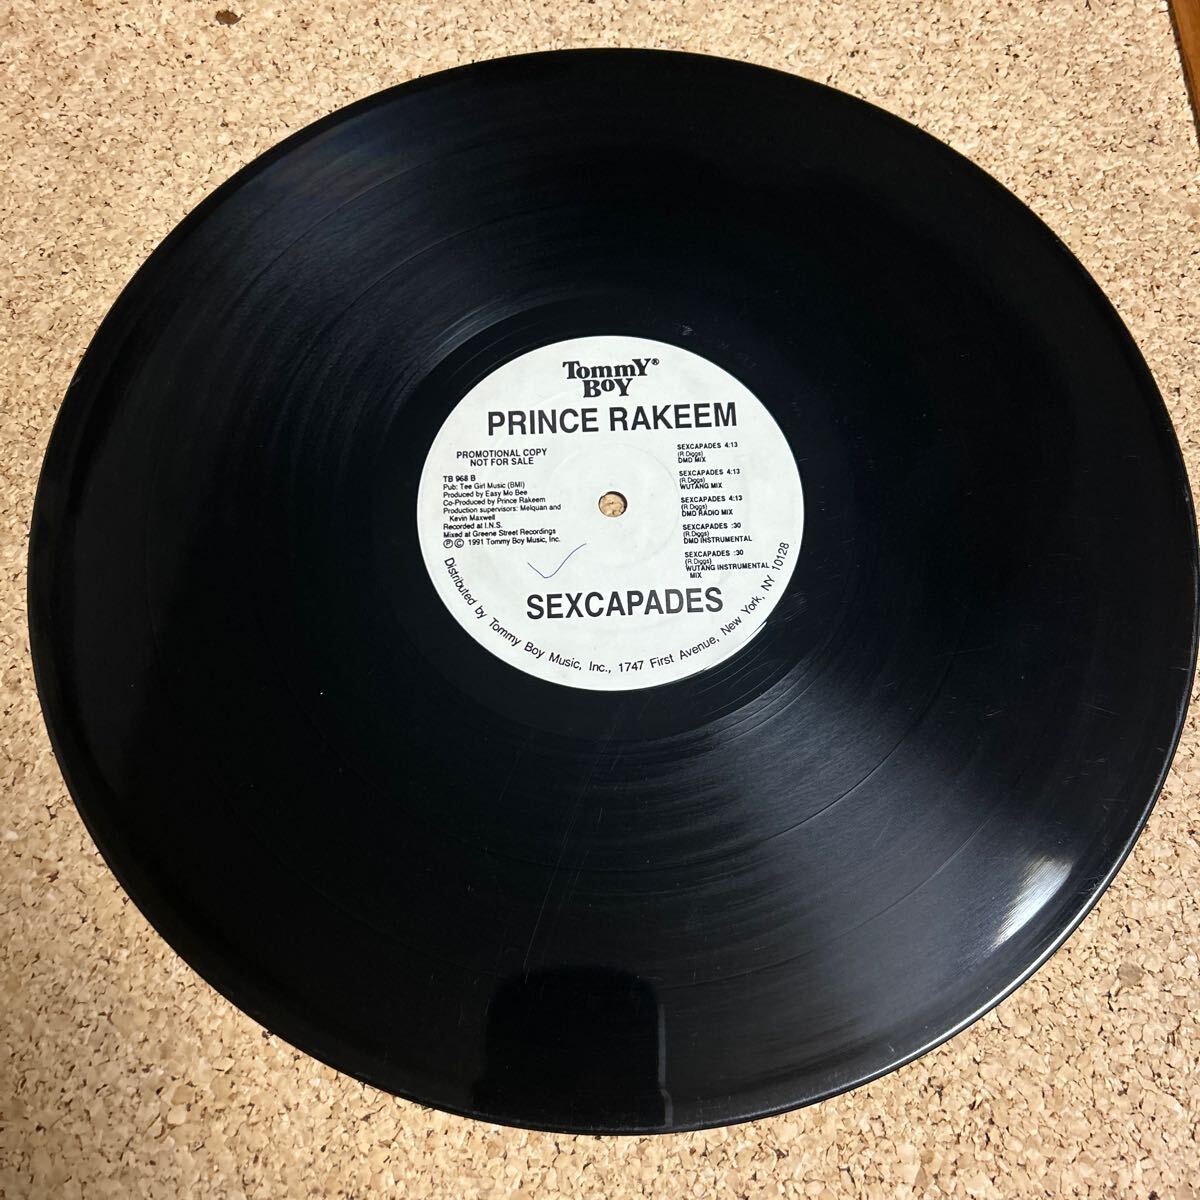 Tommy®
Boy
PRINCE RAKEEM
PROMOTIONAL COPY
NOT FOR SALE
TB 968 B
Pub: Tee Girl Music (BMI)
Produced by Easy Mo Bee
Co-Produced by Prince Rakeem
Production supervisors: Melquan and
Kevin Maxwell
Recorded at I.N.S.
Mixed at Greene Street Recordings
℗ © 1991 Tommy Boy Music, Inc.
SEXCAPADES 4:13
(R.Diggs)
DMD MIX
SEXCAPADES 4:13
(R.Diggs)
WUTANG MIX
SEXCAPADES 4:13
(R.Diggs)
DMD RADIO MIX
SEXCAPADES :30
(R.Diggs)
DMD INSTRUMENTAL
SEXCAPADES :30
(R.Diggs)
WUTANG INSTRUMENTAL
MIX
SEXCAPADES
Distributed by Tommy Boy Music, Inc., 1747 First Avenue, New York, NY 10128